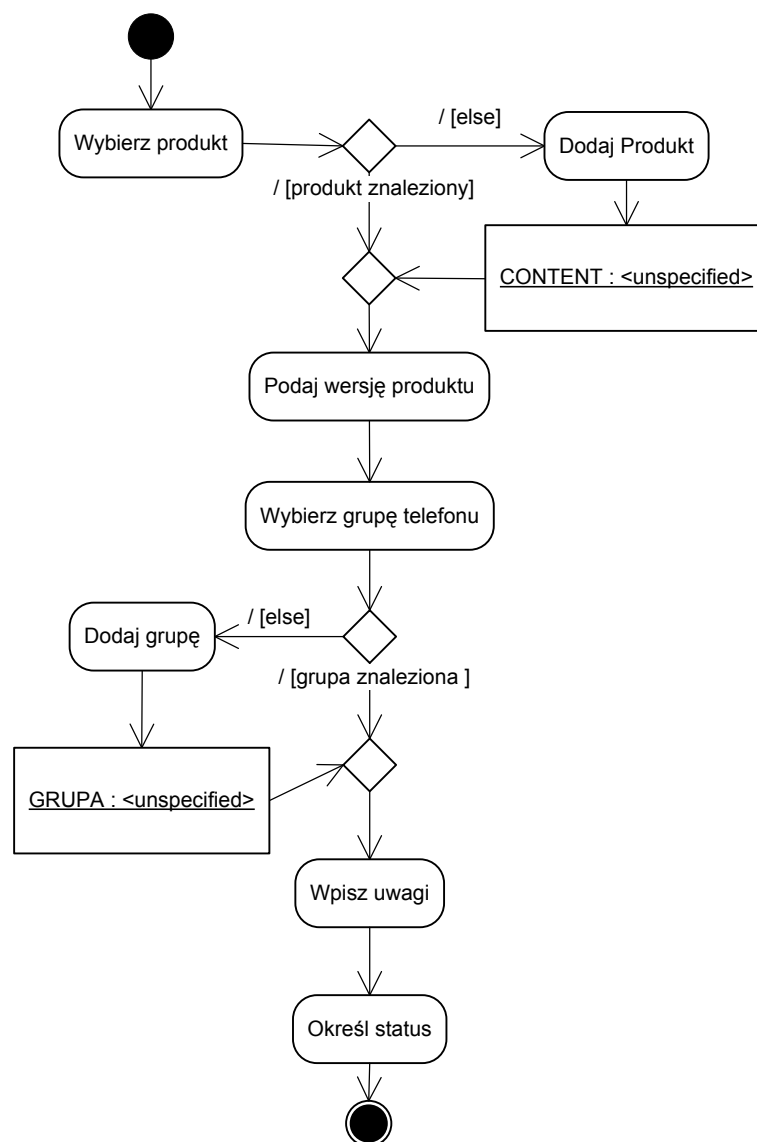 / [else]
Wybierz produkt
Dodaj Produkt
/ [produkt znaleziony]
CONTENT : <unspecified>
Podaj wersję produktu
Wybierz grupę telefonu
/ [else]
Dodaj grupę
/ [grupa znaleziona ]
GRUPA : <unspecified>
Wpisz uwagi
Określ status